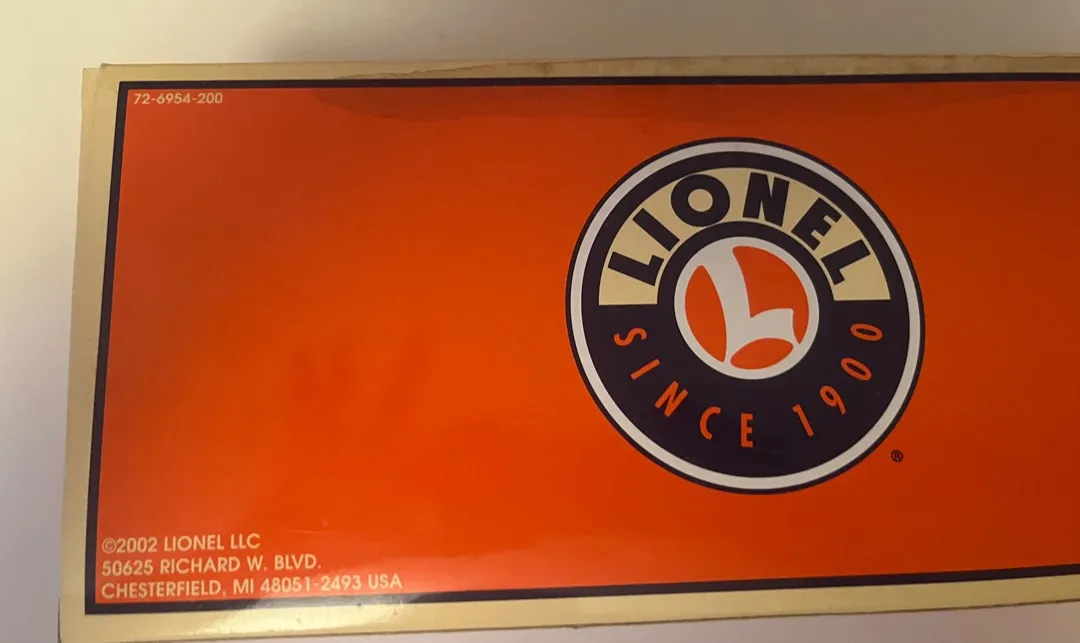 72-6954-200
LIONEL
L
SINCE 1900
®
©2002 LIONEL LLC
50625 RICHARD W. BLVD.
CHESTERFIELD, MI 48051-2493 USA